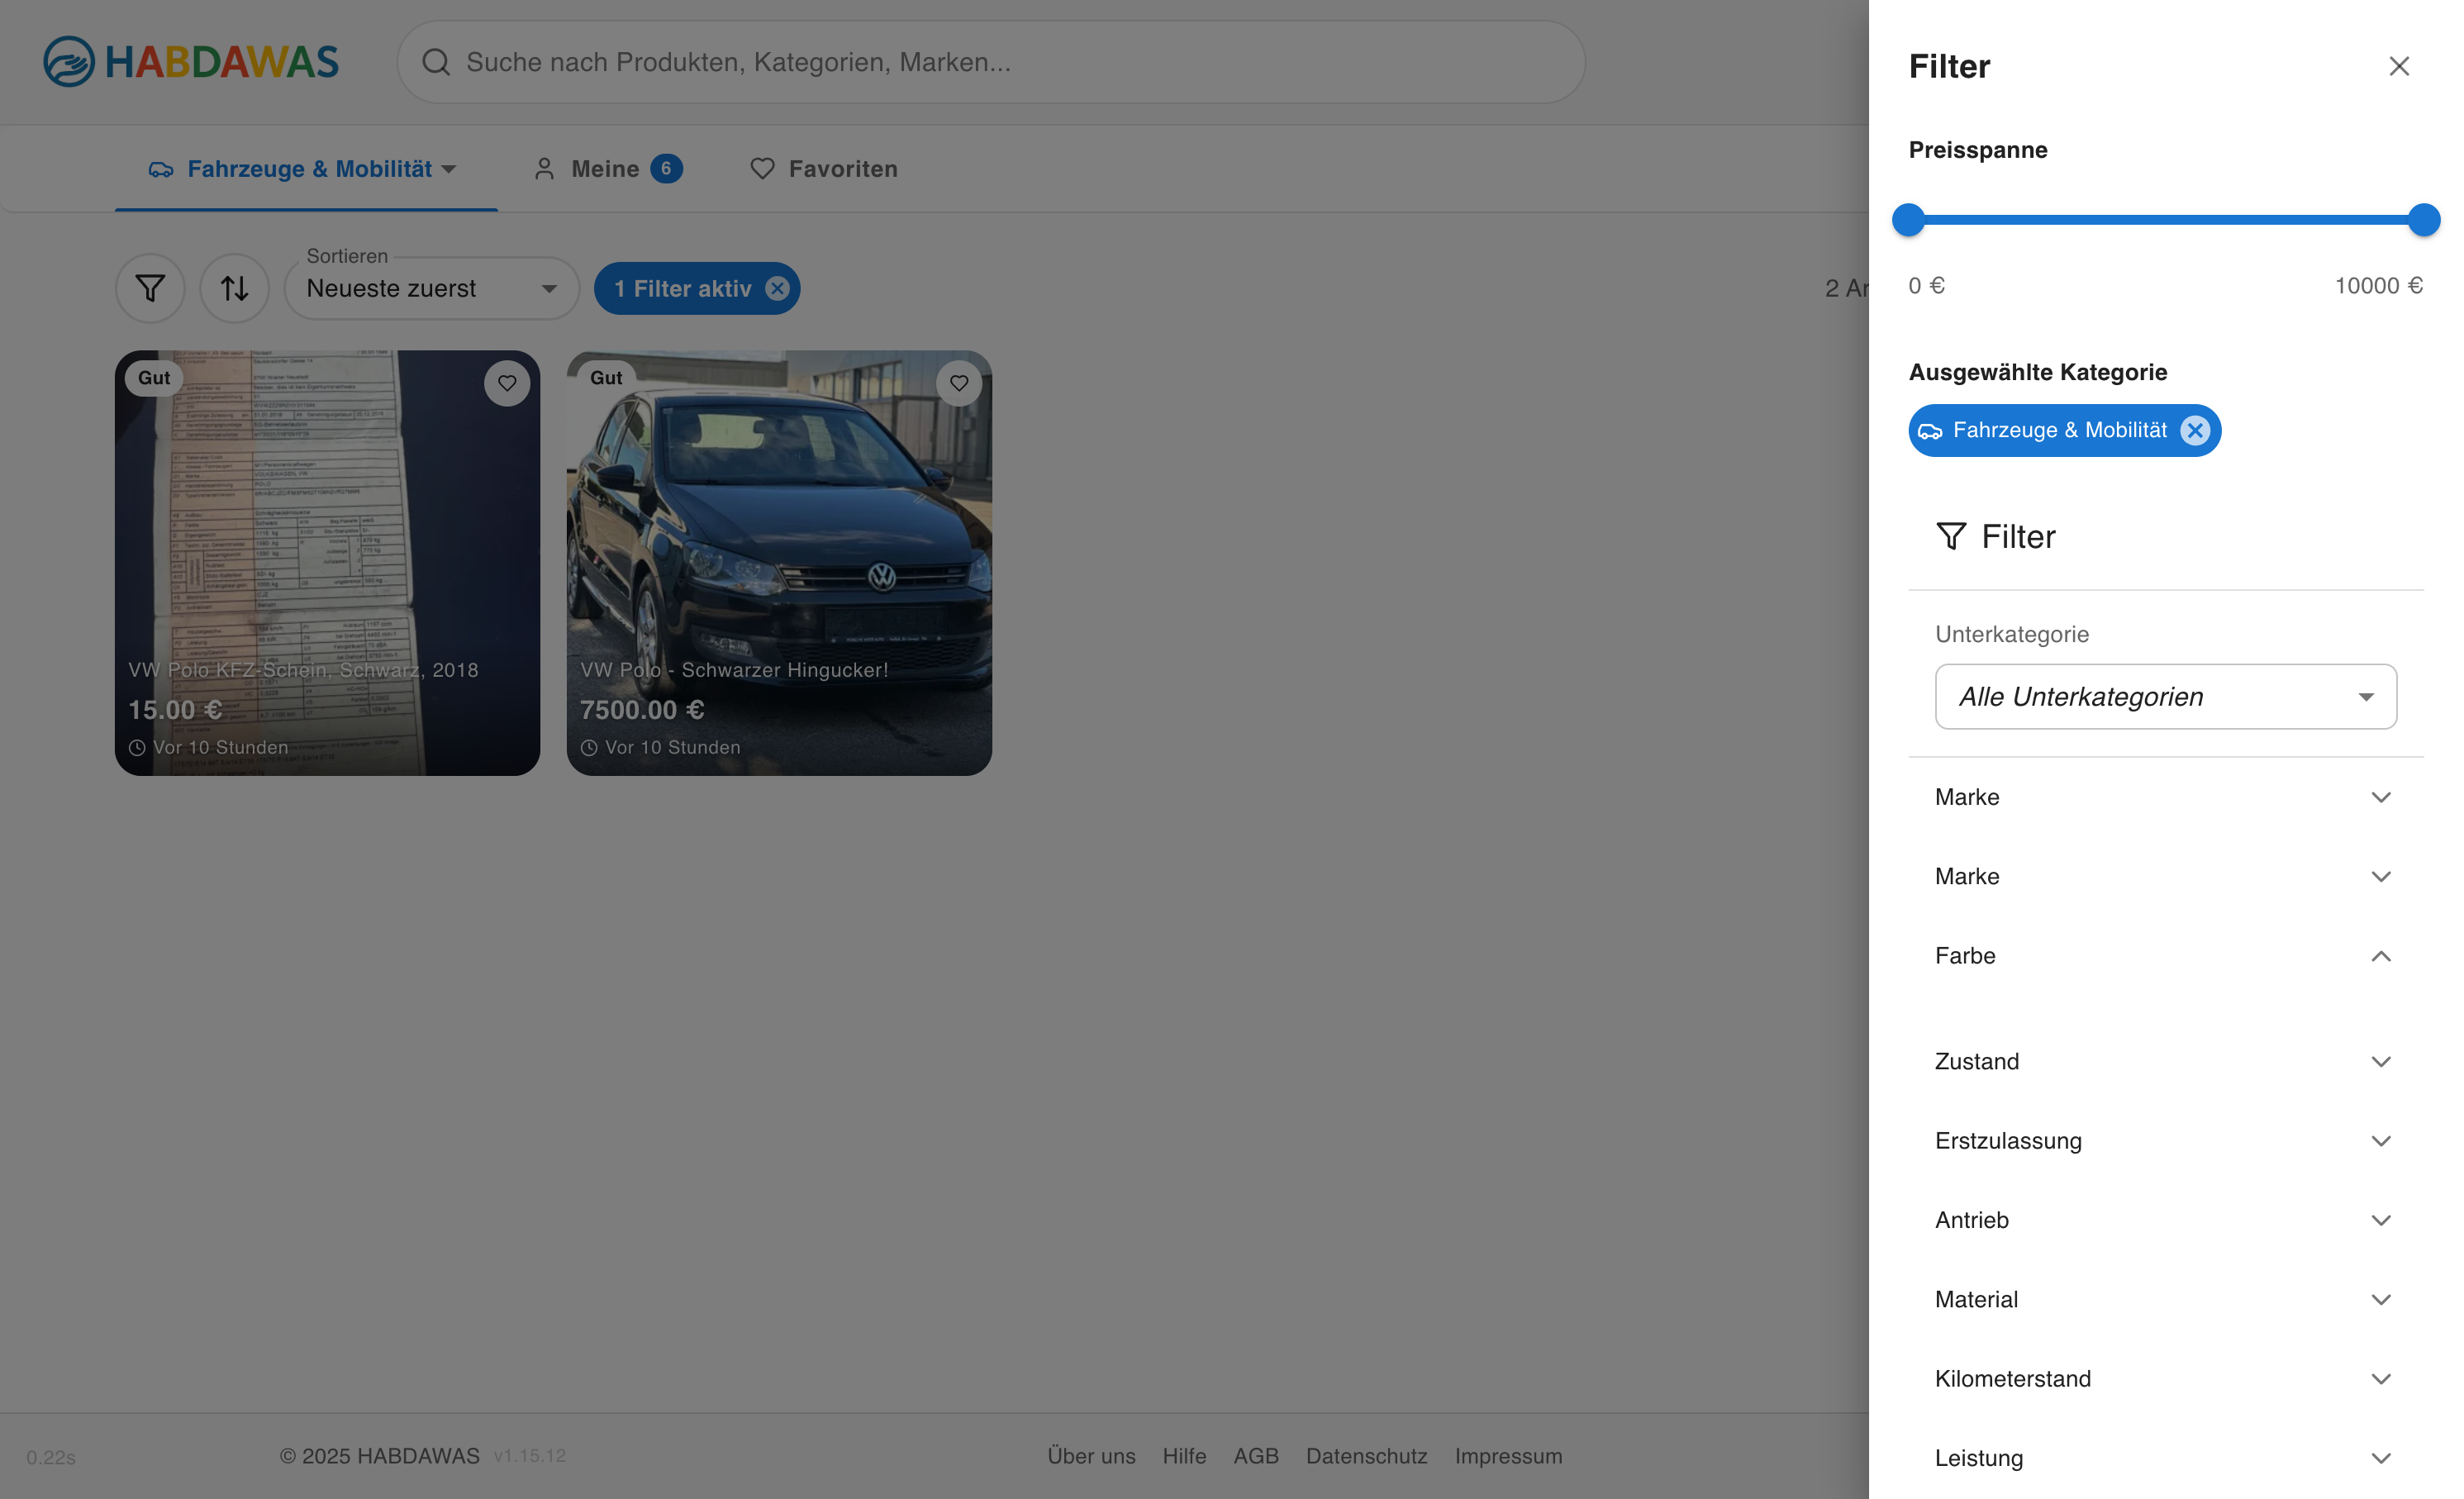 HABDAWAS
Suche nach Produkten, Kategorien, Marken...
Fahrzeuge & Mobilität
Meine 6
Favoriten
Sortieren
Neueste zuerst
1 Filter aktiv
2 Ar
Gut
VW Polo KFZ-Schein, Schwarz, 2018
15.00 €
Vor 10 Stunden
Gut
VW Polo - Schwarzer Hingucker!
7500.00 €
Vor 10 Stunden
0.22s
© 2025 HABDAWAS v1.15.12
Über uns Hilfe AGB Datenschutz Impressum
Filter
Preisspanne
0 € 10000 €
Ausgewählte Kategorie
Fahrzeuge & Mobilität
Filter
Unterkategorie
Alle Unterkategorien
Marke
Marke
Farbe
Zustand
Erstzulassung
Antrieb
Material
Kilometerstand
Leistung